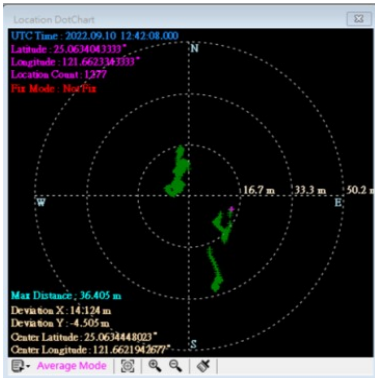 Location DotChart
UTC Time : 2022.09.10 12:42:08.000
Latitude : 25.0634043333°
Longitude : 121.6623343333°
Location Count : 1377
Fix Mode : Not Fix
N
16.7 m 33.3 m 50.2 m
W E
Max Distance : 36.405 m
Deviation X : 14.124 m
Deviation Y : -4.505 m
Center Latitude : 25.0634448023°
Center Longitude : 121.6621942677°
S
Average Mode